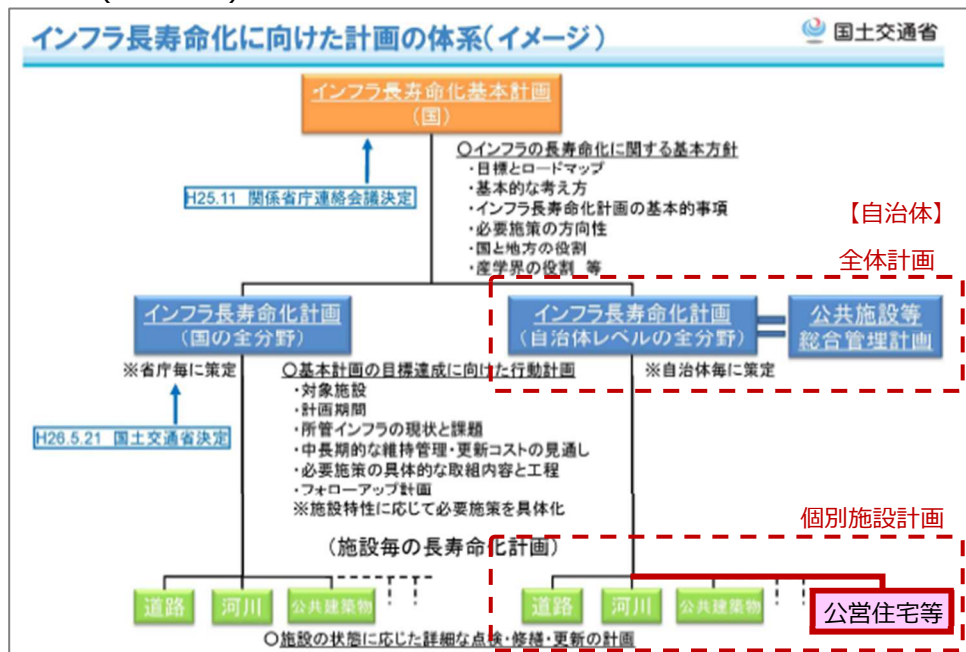 インフラ長寿命化に向けた計画の体系(イメージ)
国土交通省
インフラ長寿命化基本計画
(国)
H25.11 関係省庁連絡会議決定
○インフラの長寿命化に関する基本方針
・目標とロードマップ
・基本的な考え方
・インフラ長寿命化計画の基本的事項
・必要施策の方向性
・国と地方の役割
・産学界の役割 等
【自治体】
全体計画
インフラ長寿命化計画
(国の全分野)
インフラ長寿命化計画
(自治体レベルの全分野)
公共施設等
総合管理計画
※省庁毎に策定
※自治体毎に策定
H26.5.21 国土交通省決定
○基本計画の目標達成に向けた行動計画
・対象施設
・計画期間
・所管インフラの現状と課題
・中長期的な維持管理・更新コストの見通し
・必要施策の具体的な取組内容と工程
・フォローアップ計画
※施設特性に応じて必要施策を具体化
個別施設計画
(施設毎の長寿命化計画)
道路
河川
公共建築物
道路
河川
公共建築物
公営住宅等
○施設の状態に応じた詳細な点検・修繕・更新の計画